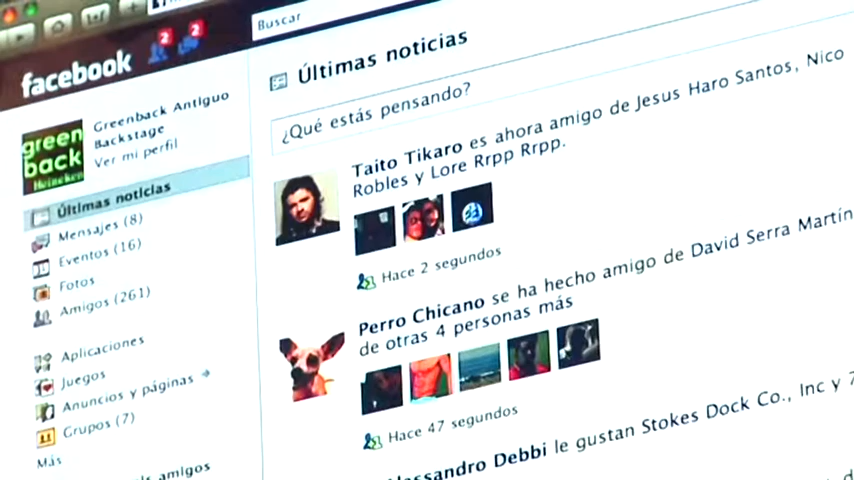 facebook
2
2
Buscar
green
back
Heineken
Greenback Antiguo
Backstage
Ver mi perfil
Últimas noticias
Mensajes (8)
Eventos (16)
Fotos
Amigos (261)
Aplicaciones
Juegos
Anuncios y páginas
Grupos (7)
Más
amigos
Últimas noticias
¿Qué estás pensando?
Taito Tikaro es ahora amigo de Jesus Haro Santos, Nico
Robles y Lore Rrpp Rrpp.
Hace 2 segundos
Perro Chicano se ha hecho amigo de David Serra Martín
de otras 4 personas más
Hace 47 segundos
Debbi le gustan Stokes Dock Co., Inc y 7